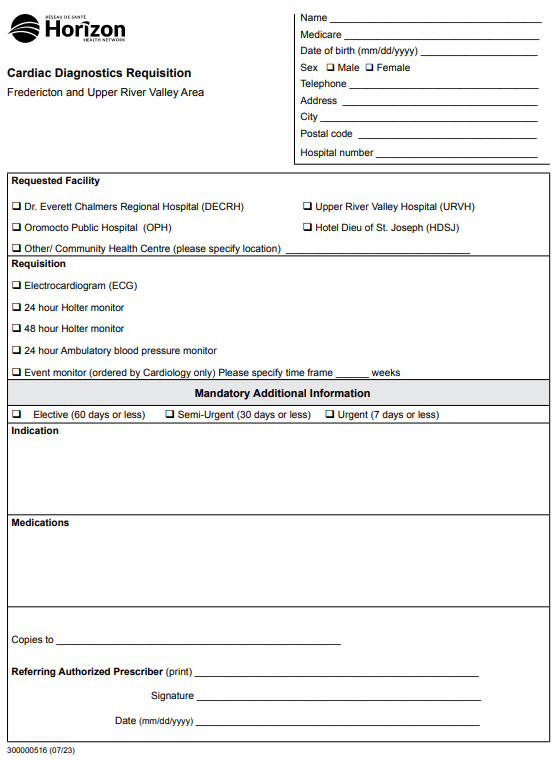 RÉSEAU DE SANTÉ
Horizon
HEALTH NETWORK
Cardiac Diagnostics Requisition
Fredericton and Upper River Valley Area
Name
Medicare
Date of birth (mm/dd/yyyy)
Sex ❑ Male ❑ Female
Telephone
Address
City
Postal code
Hospital number
Requested Facility
❑ Dr. Everett Chalmers Regional Hospital (DECRH) ❑ Upper River Valley Hospital (URVH)
❑ Oromocto Public Hospital (OPH) ❑ Hotel Dieu of St. Joseph (HDSJ)
❑ Other/ Community Health Centre (please specify location) ______
Requisition
❑ Electrocardiogram (ECG)
❑ 24 hour Holter monitor
❑ 48 hour Holter monitor
❑ 24 hour Ambulatory blood pressure monitor
❑ Event monitor (ordered by Cardiology only) Please specify time frame ______ weeks
Mandatory Additional Information
❑ Elective (60 days or less) ❑ Semi-Urgent (30 days or less) ❑ Urgent (7 days or less)
Indication
Medications
Copies to
Referring Authorized Prescriber (print)
Signature
Date (mm/dd/yyyy)
300000516 (07/23)